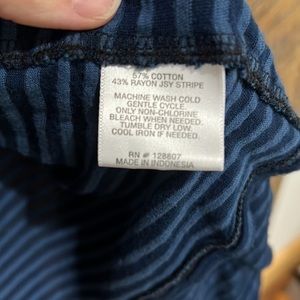 57% COTTON
43% RAYON JSY STRIPE
MACHINE WASH COLD
GENTLE CYCLE.
ONLY NON-CHLORINE
BLEACH WHEN NEEDED.
TUMBLE DRY LOW.
COOL IRON IF NEEDED.
RN # 128807
MADE IN INDONESIA